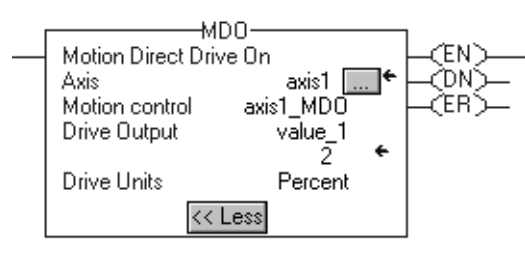 MDO
Motion Direct Drive On
EN
Axis axis1 ...
DN
Motion control axis1_MDO
ER
Drive Output value_1
2
Drive Units Percent
<< Less